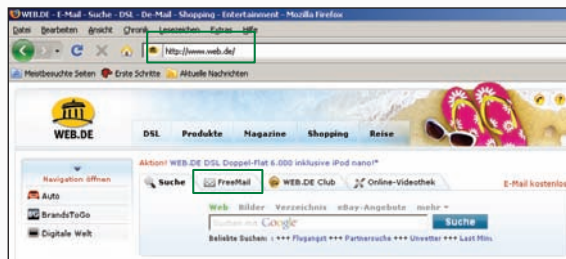 WEB.DE - E-Mail - Suche - DSL - De-Mail - Shopping - Entertainment - Mozilla Firefox
Datei Bearbeiten Ansicht Chronik Lesezeichen Extras Hilfe
http://www.web.de/
Meistbesuchte Seiten Erste Schritte Aktuelle Nachrichten
WEB.DE
DSL Produkte Magazine Shopping Reise
Aktion! WEB.DE DSL Doppel-Flat 6.000 inklusive iPod nano!*
Navigation öffnen
Suche FreeMail WEB.DE Club Online-Videothek E-Mail kostenlos
Auto
Web Bilder Verzeichnis eBay-Angebote mehr
BrandsToGo
Suchen mit Google Suche
Digitale Welt
Beliebte Suchen: +++ Flugangst +++ Partnersuche +++ Unwetter +++ Last Minu